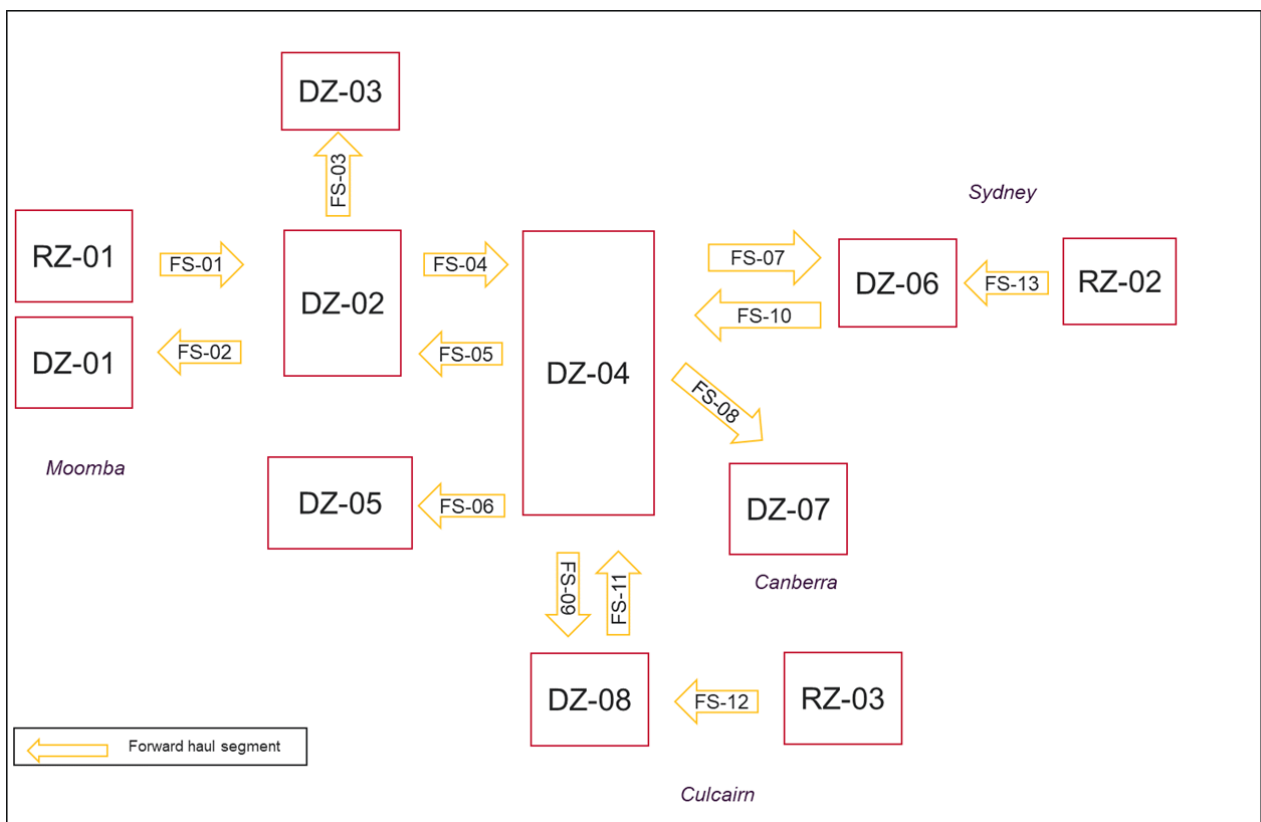 DZ-03
FS-03
Sydney
RZ-01
FS-01
DZ-02
FS-04
DZ-04
FS-07
DZ-06
FS-13
RZ-02
FS-10
DZ-01
FS-02
FS-05
FS-08
Moomba
DZ-05
FS-06
DZ-07
Canberra
FS-09
FS-11
DZ-08
FS-12
RZ-03
Forward haul segment
Culcairn